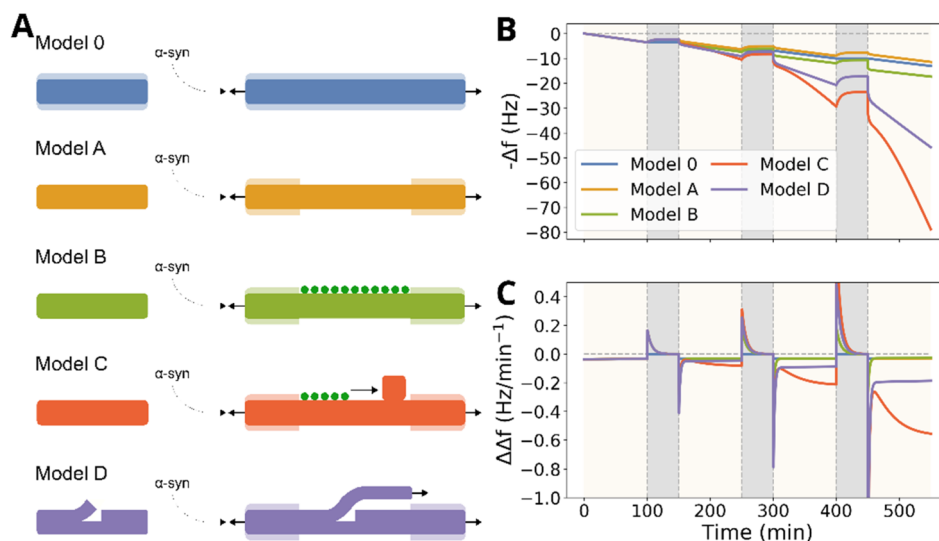 A
Model 0
α-syn
Model A
α-syn
Model B
α-syn
Model C
α-syn
Model D
α-syn
B
0
−10
−20
−30
−40
−50
−60
−70
−80
-Δf (Hz)
Model 0
Model A
Model B
Model C
Model D
C
0.4
0.2
0.0
−0.2
−0.4
−0.6
−0.8
−1.0
ΔΔf (Hz/min⁻¹)
0 100 200 300 400 500
Time (min)